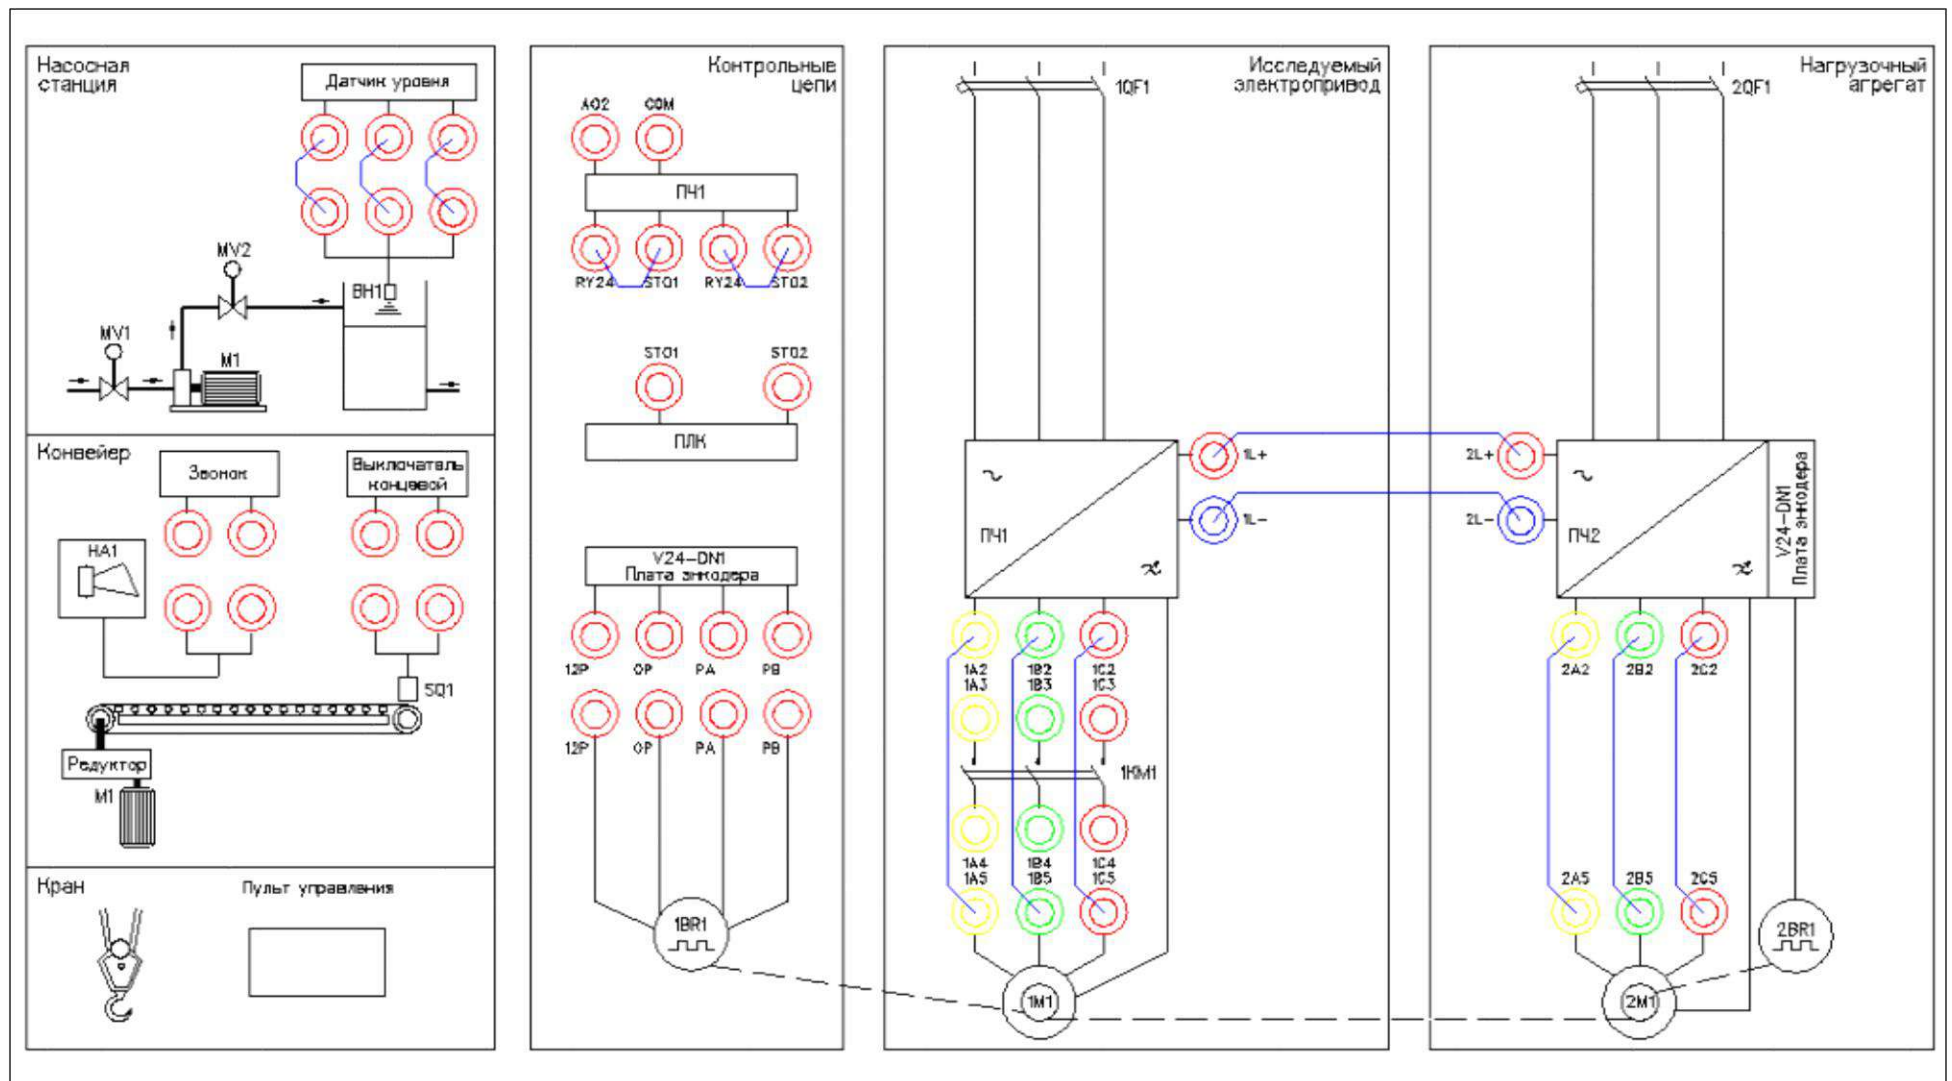 Насосная
станция
Датчик уровня
MV2
BH1
MV1
M1
Конвейер
Звонок
Выключатель
концевой
HA1
SQ1
Редуктор
M1
Кран
Пульт управления
Контрольные
цепи
AO2
COM
ПЧ1
RY24
STO1
RY24
STO2
STO1
STO2
ПЛК
V24-DN1
Плата энкодера
12P
OP
PA
PB
12P
OP
PA
PB
1BR1
Исследуемый
электропривод
1QF1
1L+
1L-
ПЧ1
1A2
1B2
1C2
1A3
1B3
1C3
1KM1
1A4
1B4
1C4
1A5
1B5
1C5
1M1
Нагрузочный
агрегат
2QF1
2L+
2L-
ПЧ2
V24-DN1
Плата энкодера
2A2
2B2
2C2
2A5
2B5
2C5
2BR1
2M1